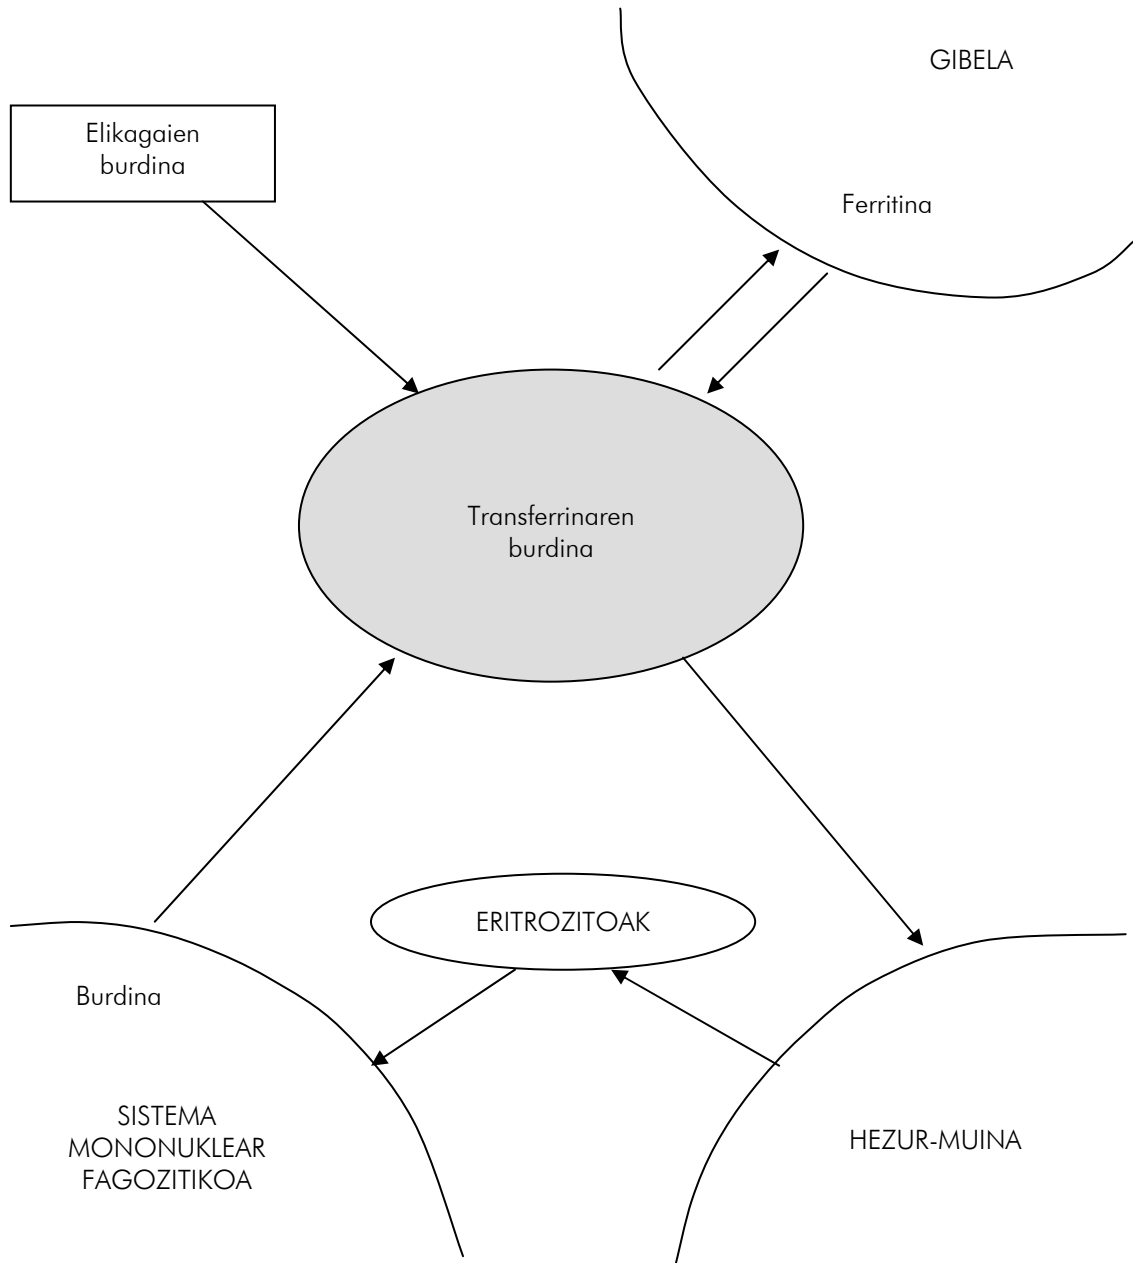 GIBELA
Elikagaien
burdina
Ferritina
Transferrinaren
burdina
ERITROZITOAK
Burdina
SISTEMA
MONONUKLEAR
FAGOZITIKOA
HEZUR-MUINA